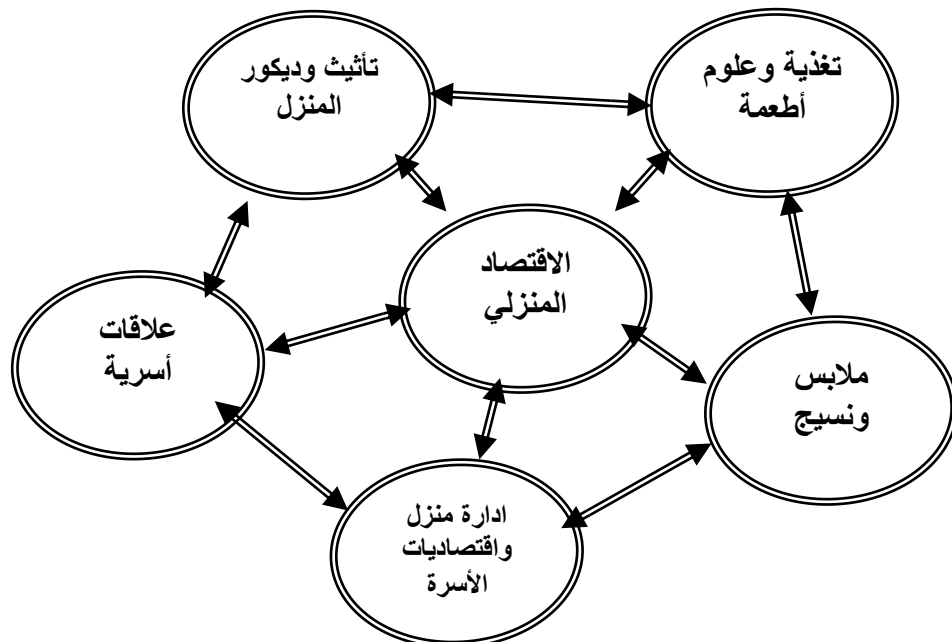 تغذية وعلوم
أطعمة
تأثيث وديكور
المنزل
الاقتصاد
المنزلي
علاقات
أسرية
ملابس
ونسيج
ادارة منزل
واقتصاديات
الأسرة